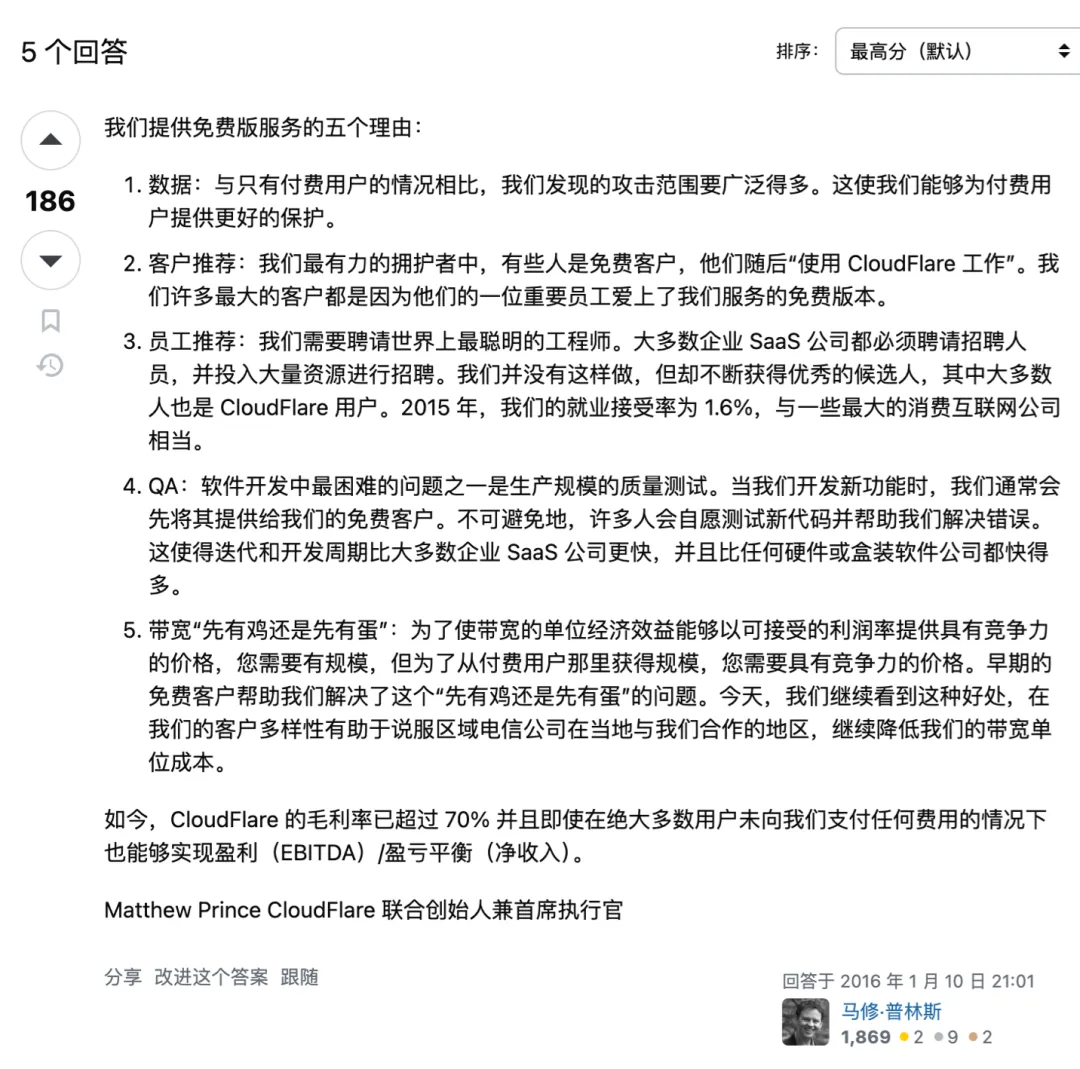 5 个回答
排序：
最高分（默认）
我们提供免费版服务的五个理由：
186
1. 数据：与只有付费用户的情况相比，我们发现的攻击范围要广泛得多。这使我们能够为付费用
户提供更好的保护。
2. 客户推荐：我们最有力的拥护者中，有些人是免费客户，他们随后“使用 CloudFlare 工作”。我
们许多最大的客户都是因为他们的一位重要员工爱上了我们服务的免费版本。
3. 员工推荐：我们需要聘请世界上最聪明的工程师。大多数企业 SaaS 公司都必须聘请招聘人
员，并投入大量资源进行招聘。我们并没有这样做，但却不断获得优秀的候选人，其中大多数
人也是 CloudFlare 用户。2015 年，我们的就业接受率为 1.6%，与一些最大的消费互联网公司
相当。
4. QA：软件开发中最困难的问题之一是生产规模的质量测试。当我们开发新功能时，我们通常会
先将其提供给我们的免费客户。不可避免地，许多人会自愿测试新代码并帮助我们解决错误。
这使得迭代和开发周期比大多数企业 SaaS 公司更快，并且比任何硬件或盒装软件公司都快得
多。
5. 带宽“先有鸡还是先有蛋”：为了使带宽的单位经济效益能够以可接受的利润率提供具有竞争力
的价格，您需要有规模，但为了从付费用户那里获得规模，您需要具有竞争力的价格。早期的
免费客户帮助我们解决了这个“先有鸡还是先有蛋”的问题。今天，我们继续看到这种好处，在
我们的客户多样性有助于说服区域电信公司在当地与我们合作的地区，继续降低我们的带宽单
位成本。
如今，CloudFlare 的毛利率已超过 70% 并且即使在绝大多数用户未向我们支付任何费用的情况下
也能够实现盈利（EBITDA）/盈亏平衡（净收入）。
Matthew Prince CloudFlare 联合创始人兼首席执行官
分享 改进这个答案 跟随
回答于 2016 年 1 月 10 日 21:01
马修·普林斯
1,869 ●2 ●9 ●2